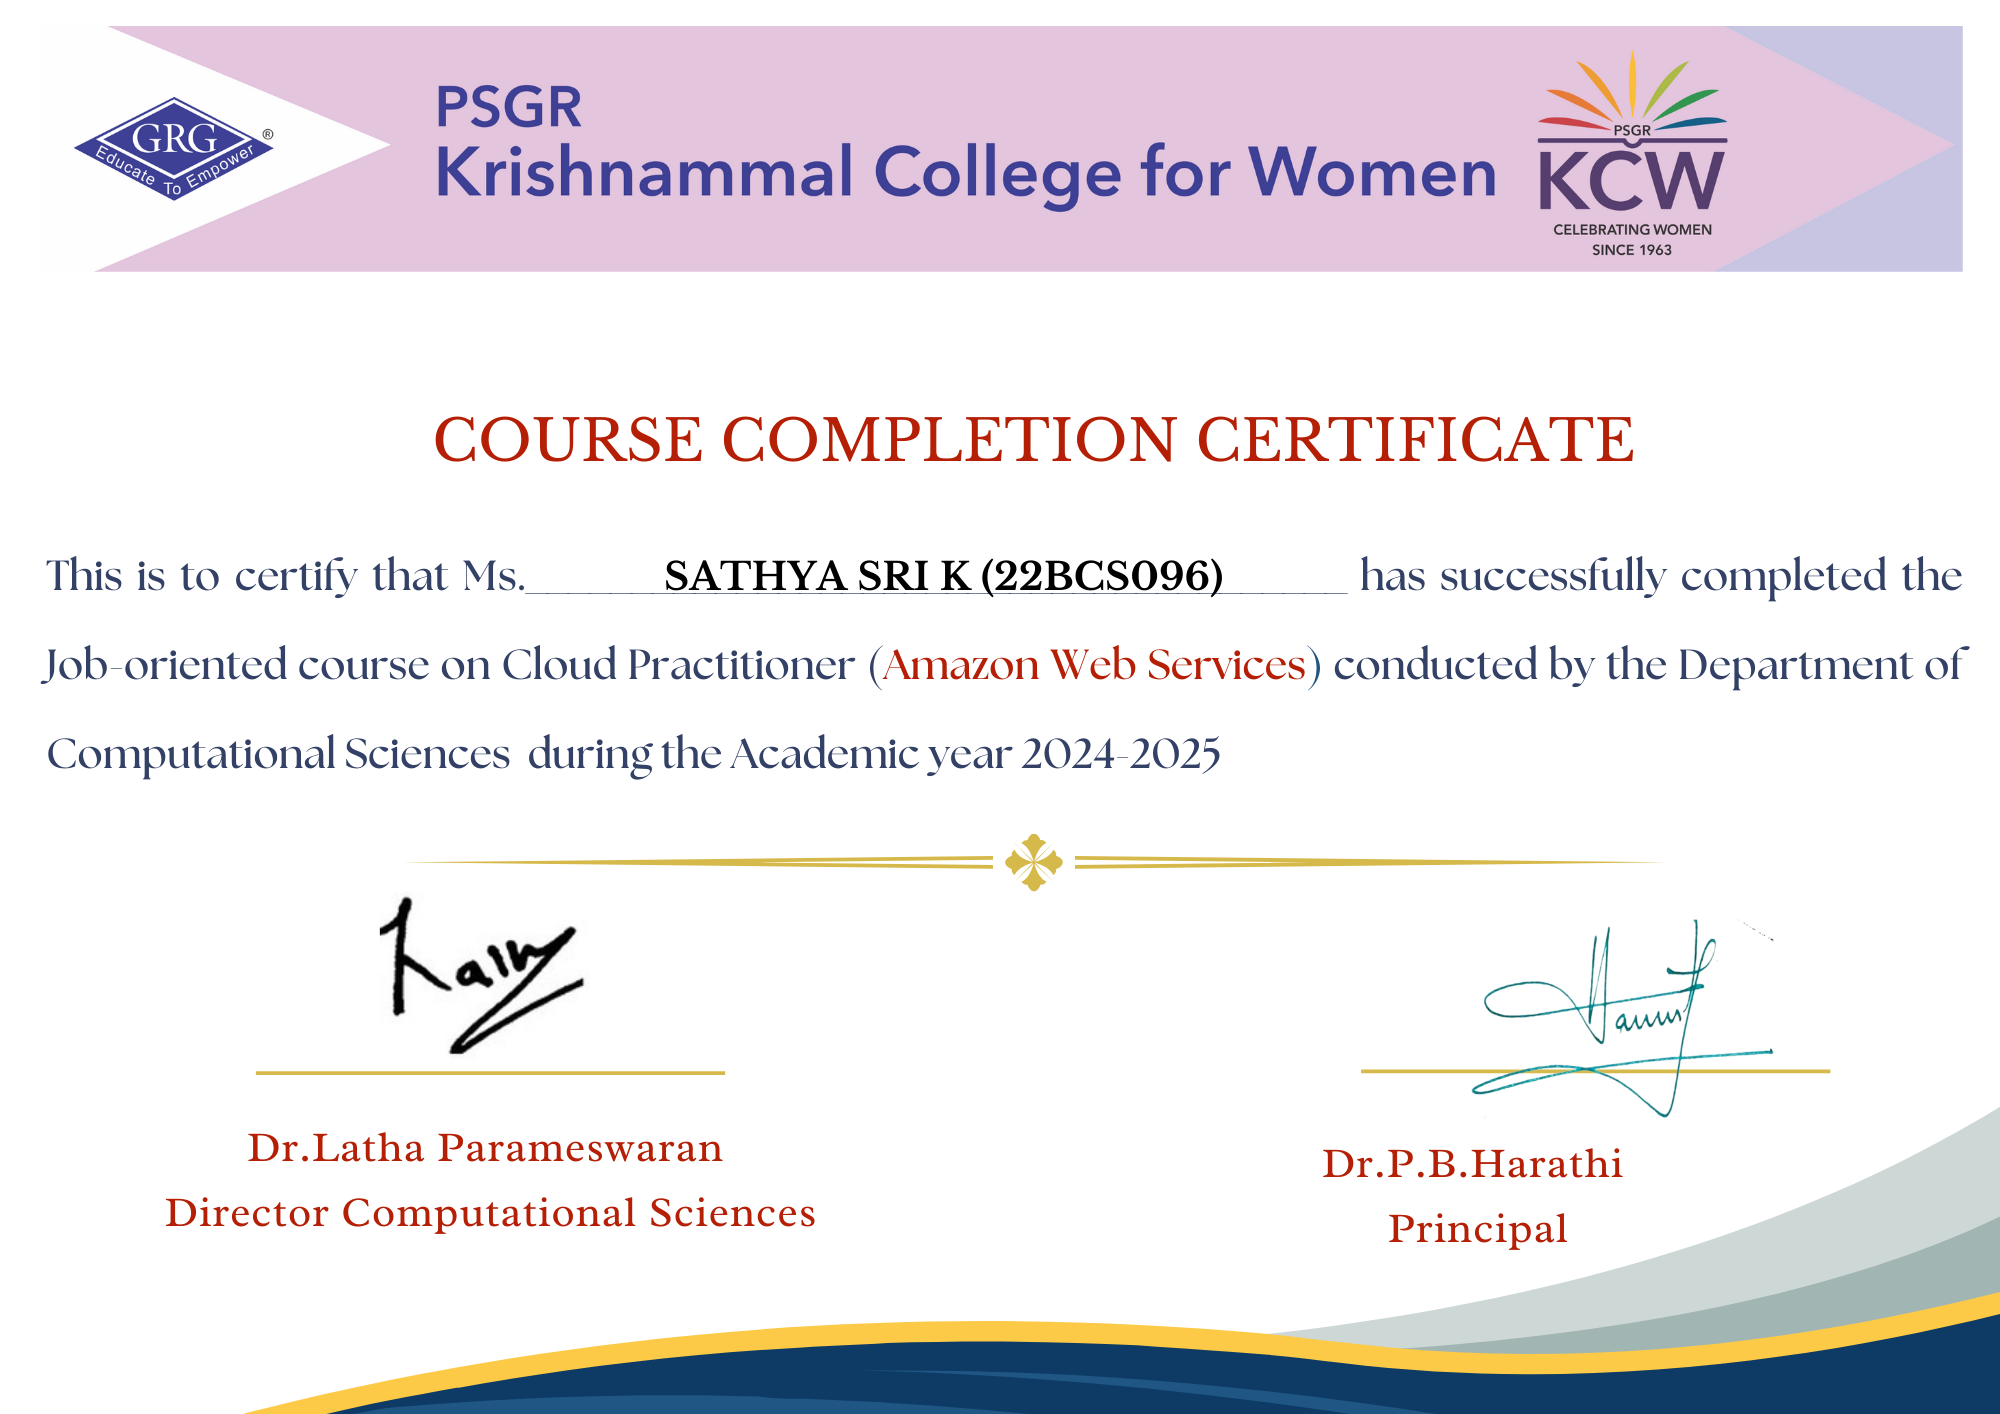 GRG
®
Educate To Empower
PSGR
Krishnammal College for Women
PSGR
KCW
CELEBRATING WOMEN
SINCE 1963
COURSE COMPLETION CERTIFICATE
This is to certify that Ms. SATHYA SRI K (22BCS096) has successfully completed the
Job-oriented course on Cloud Practitioner (Amazon Web Services) conducted by the Department of
Computational Sciences during the Academic year 2024-2025
Dr.Latha Parameswaran
Director Computational Sciences
Dr.P.B.Harathi
Principal